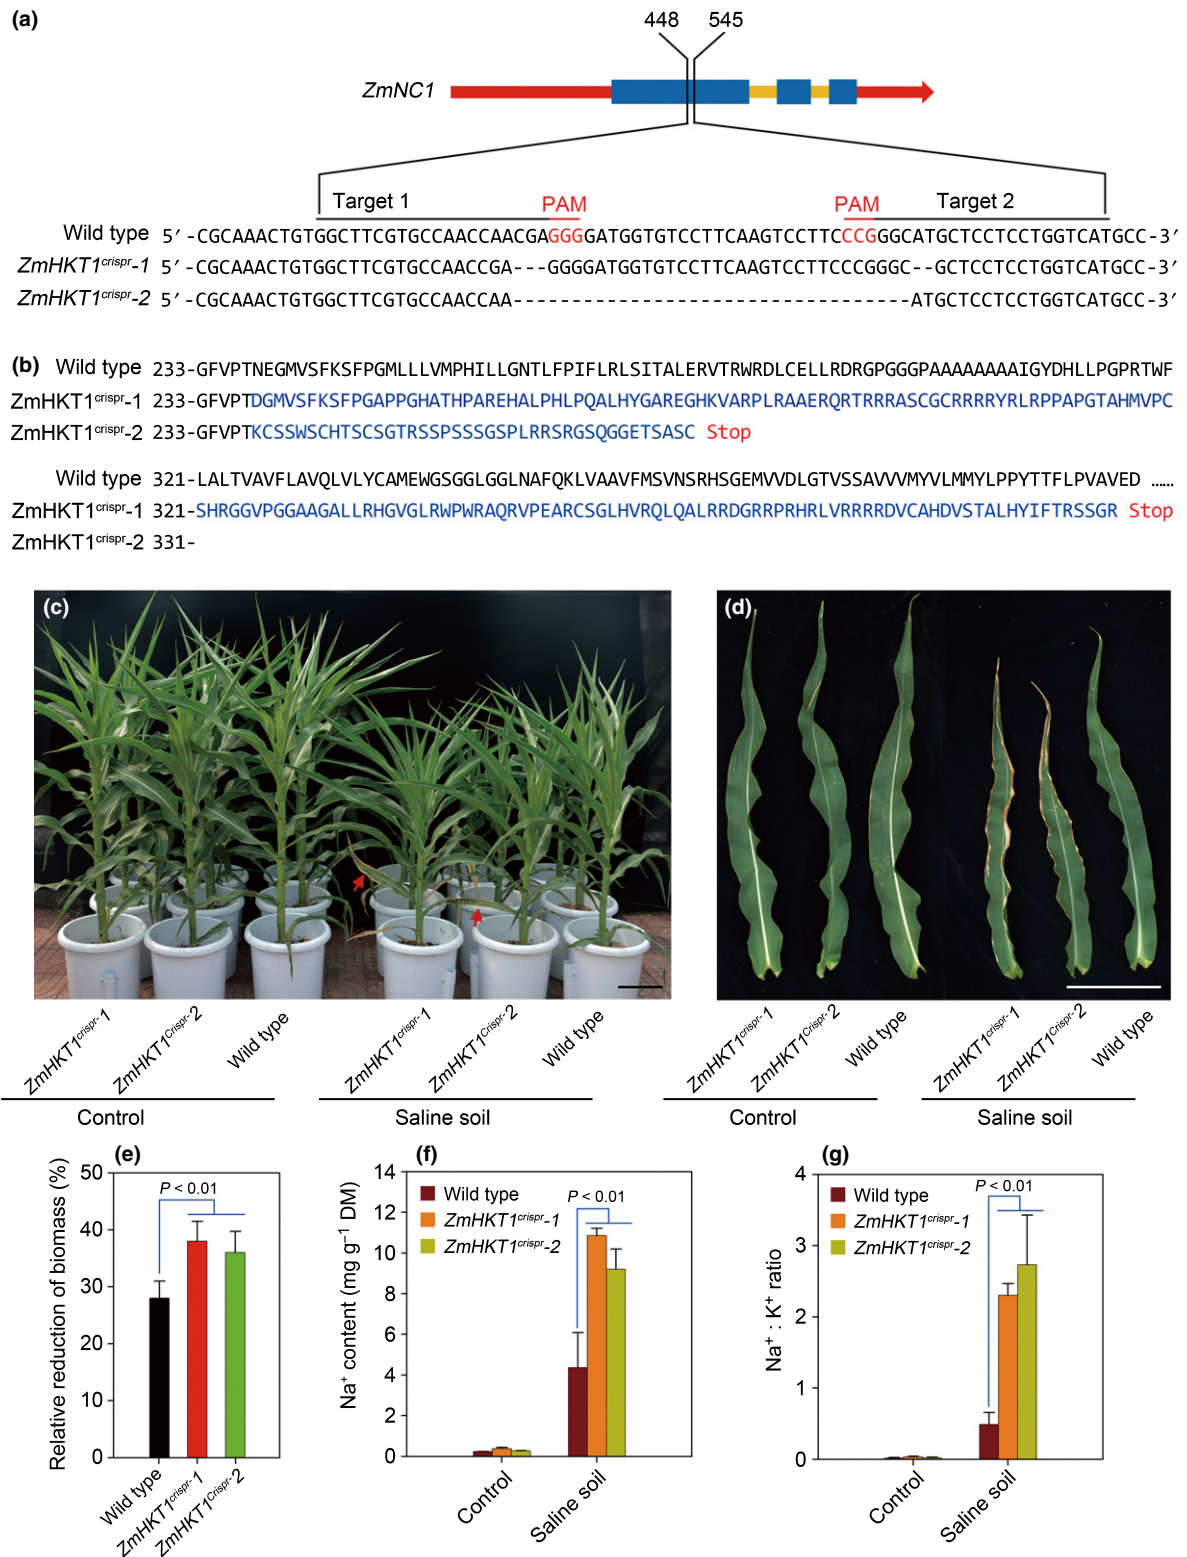 (a)
448 545
ZmNC1
Target 1 PAM PAM Target 2
Wild type 5′ -CGCAAACTGTGGCTTCGTGCCAACCAACGAGGGGATGGTGTCCTTCAAGTCCTTCCCGGGCATGCTCCTCCTGGTCATGCC-3′
ZmHKT1crispr-1 5′ -CGCAAACTGTGGCTTCGTGCCAACCGA---GGGGATGGTGTCCTTCAAGTCCTTCCCGGGC--GCTCCTCCTGGTCATGCC-3′
ZmHKT1crispr-2 5′ -CGCAAACTGTGGCTTCGTGCCAACCAA----------------------------------ATGCTCCTCCTGGTCATGCC-3′
(b) Wild type 233-GFVPTNEGMVSFKSFPGMLLLVMPHILLGNTLFPIFLRLSITALERVTRWRDLCELLRDRGPGGGPAAAAAAAAIGYDHLLPGPRTWF
ZmHKT1crispr-1 233-GFVPTDGMVSFKSFPGAPPGHATHPAREHALPHLPQALHYGAREGHKVARPLRAAERQRTRRRASCGCRRRRYRLRPPAPGTAHMVPC
ZmHKT1crispr-2 233-GFVPTKCSSWSCHTSCSGTRSSPSSSGSPLRRSRGSQGGETSASC Stop
Wild type 321-LALTVAVFLAVQLVLYCAMEWGSGGLGGLNAFQKLVAAVFMSVNSRHSGEMVVDLGTVSSAVVVMYVLMMYLPPYTTFLPVAVED ......
ZmHKT1crispr-1 321-SHRGGVPGGAAGALLRHGVGLRWPWRAQRVPEARCSGLHVRQLQALRRDGRRPRHRLVRRRRDVCAHDVSTALHYIFTRSSGR Stop
ZmHKT1crispr-2 331-
(c)
(d)
ZmHKT1crispr-1 ZmHKT1Crispr-2 Wild type ZmHKT1crispr-1 ZmHKT1Crispr-2 Wild type ZmHKT1crispr-1 ZmHKT1Crispr-2 Wild type ZmHKT1crispr-1 ZmHKT1Crispr-2 Wild type
Control Saline soil Control Saline soil
(e)
Relative reduction of biomass (%)
50
40
30
20
10
0
P < 0.01
Wild type ZmHKT1crispr-1 ZmHKT1Crispr-2
(f)
Na+ content (mg g−1 DM)
14
12
10
8
6
4
2
0
Wild type
ZmHKT1crispr-1
ZmHKT1crispr-2
P < 0.01
Control Saline soil
(g)
Na+ : K+ ratio
4
3
2
1
0
Wild type
ZmHKT1crispr-1
ZmHKT1crispr-2
P < 0.01
Control Saline soil